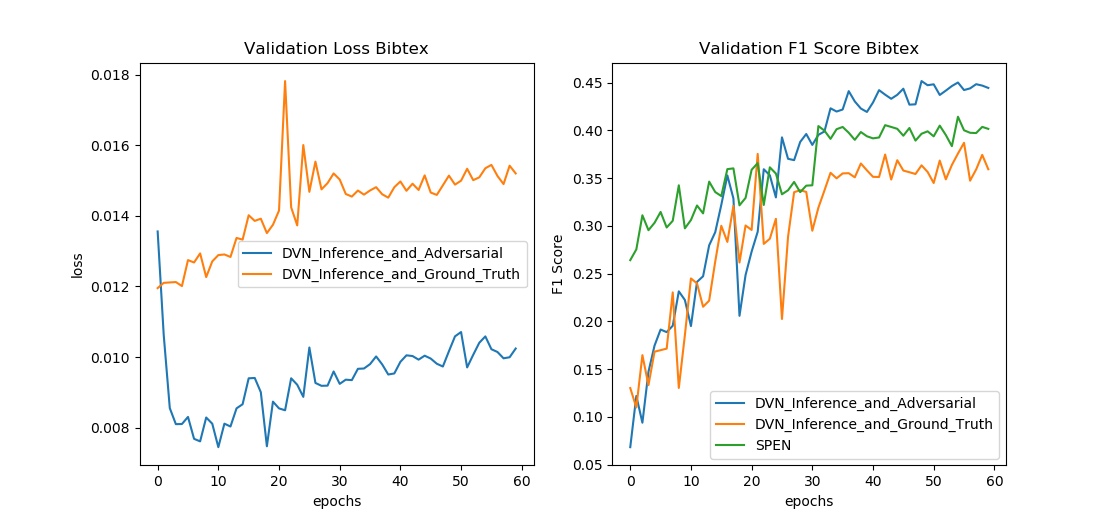 Validation Loss Bibtex
0.018
0.016
0.014
0.012
0.010
0.008
loss
DVN_Inference_and_Adversarial
DVN_Inference_and_Ground_Truth
0 10 20 30 40 50 60
epochs
Validation F1 Score Bibtex
0.45
0.40
0.35
0.30
0.25
0.20
0.15
0.10
0.05
F1 Score
DVN_Inference_and_Adversarial
DVN_Inference_and_Ground_Truth
SPEN
0 10 20 30 40 50 60
epochs